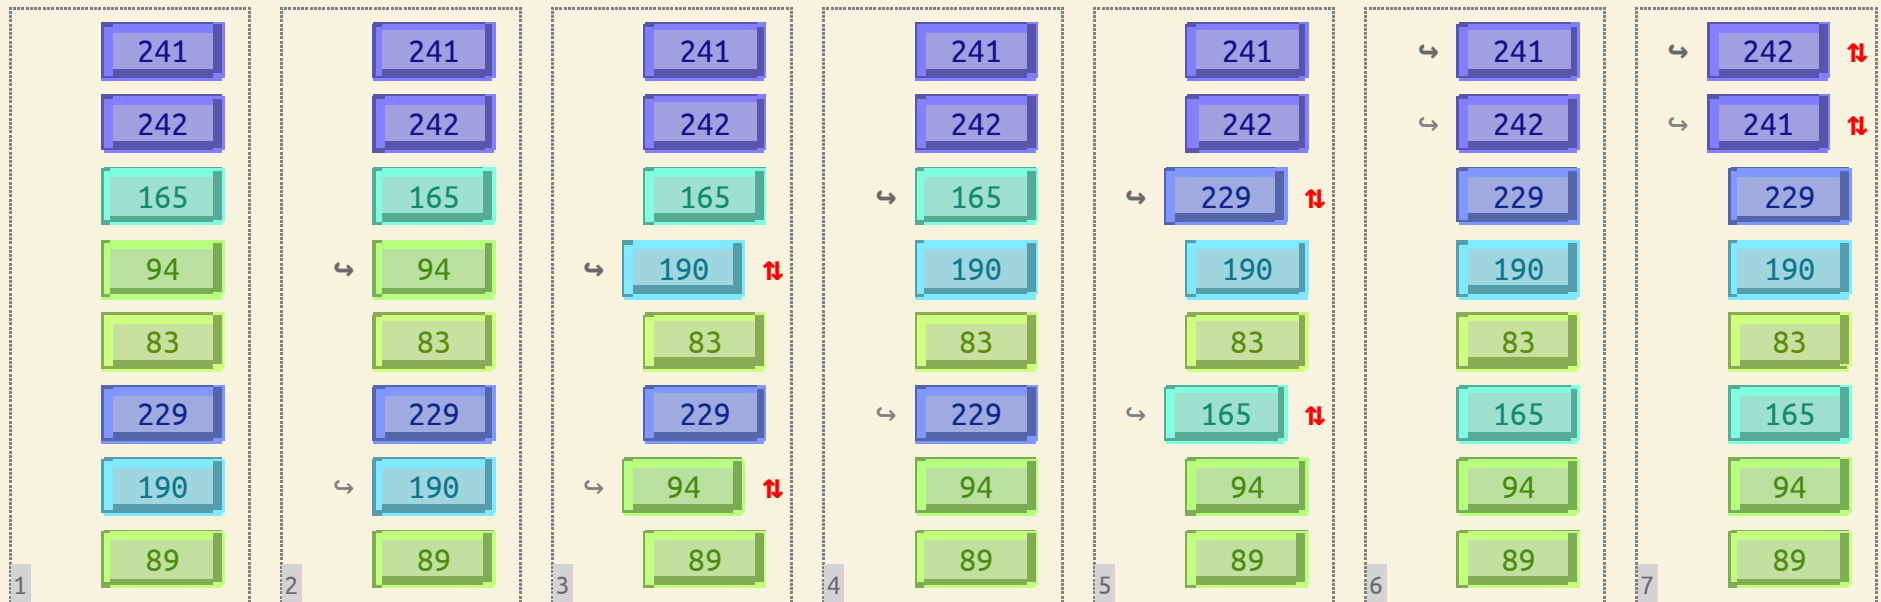 241 241 241 241 241 ↪ 241 ↪ 242 ⇅
242 242 242 242 242 ↪ 242 ↪ 241 ⇅
165 165 165 ↪ 165 ↪ 229 ⇅ 229 229
94 ↪ 94 ↪ 190 ⇅ 190 190 190 190
83 83 83 83 83 83 83
229 229 229 ↪ 229 ↪ 165 ⇅ 165 165
190 ↪ 190 ↪ 94 ⇅ 94 94 94 94
89 89 89 89 89 89 89
1 2 3 4 5 6 7